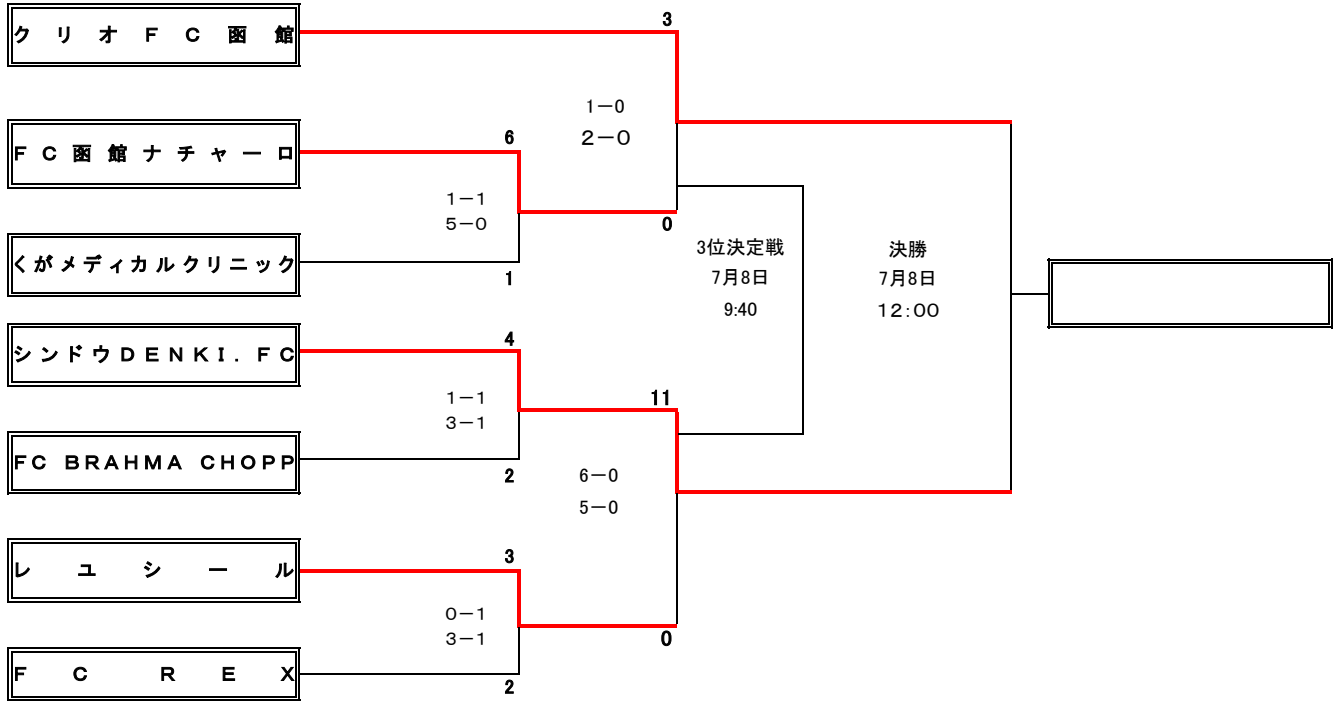 3
クリオFC函館
1－0
2－0
6
FC函館ナチャーロ
1－1
5－0
0
くがメディカルクリニック
1
3位決定戦
7月8日
9:40
決勝
7月8日
12:00
シンドウDENKI.FC
4
1－1
3－1
11
FC BRAHMA CHOPP
2
6－0
5－0
レユシール
3
0－1
3－1
0
FC REX
2